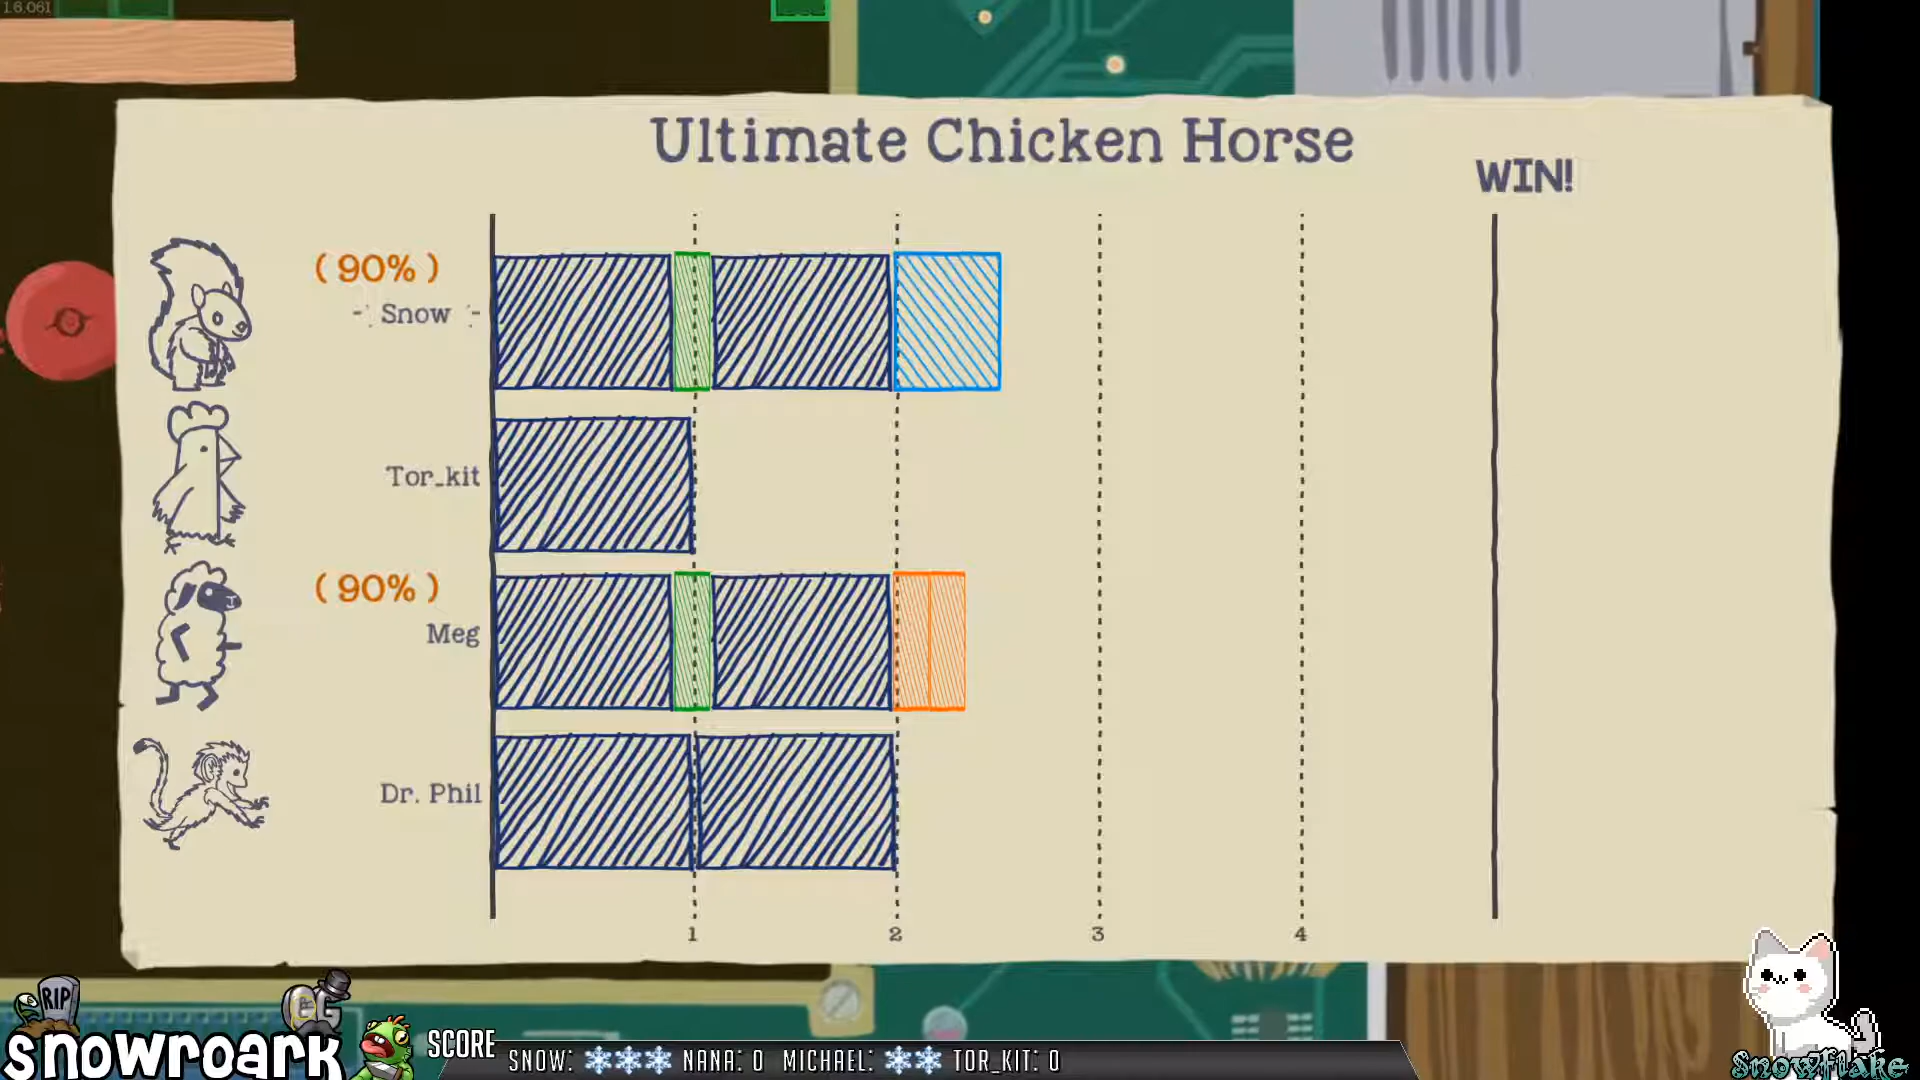 1.6.061
Ultimate Chicken Horse
WIN!
( 90% )
Snow
Tor_kit
( 90% )
Meg
Dr. Phil
1 2 3 4
RIP
snowroark
SCORE
SNOW: NANA: 0 MICHAEL: TOR_KIT: 0
Snowflake